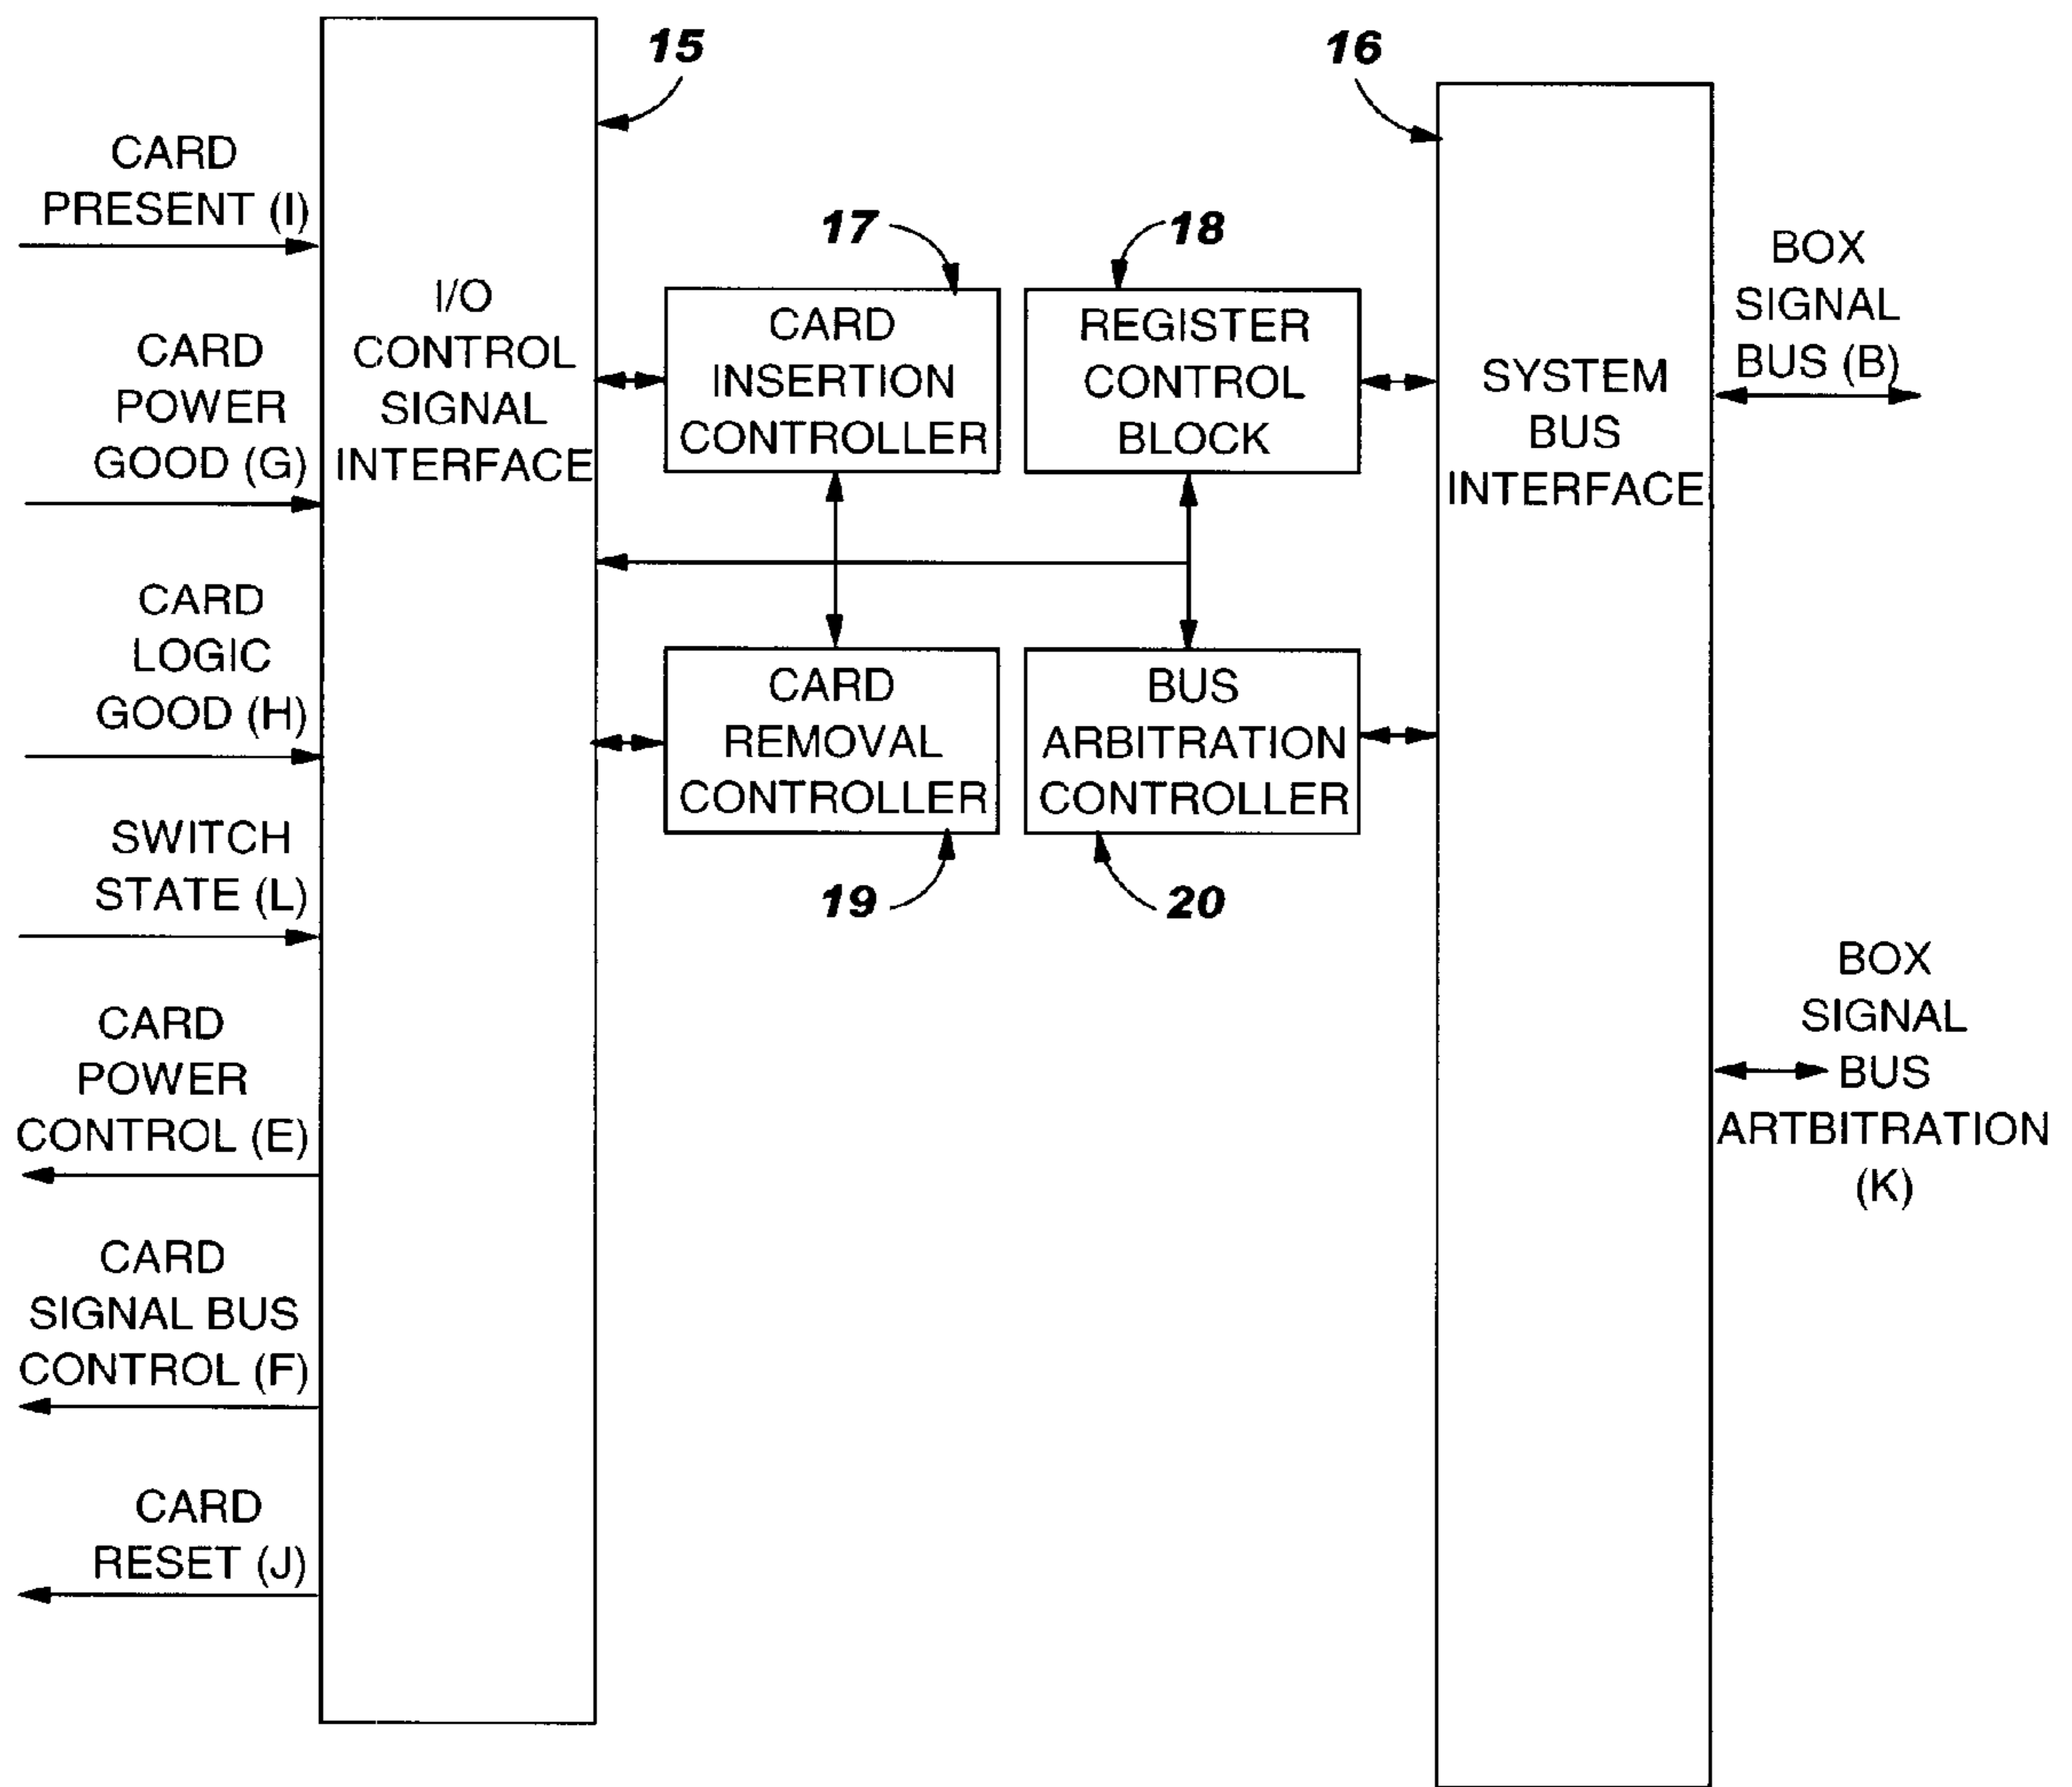 15
16
CARD
PRESENT (I)
CARD
POWER
GOOD (G)
CARD
LOGIC
GOOD (H)
SWITCH
STATE (L)
CARD
POWER
CONTROL (E)
CARD
SIGNAL BUS
CONTROL (F)
CARD
RESET (J)
I/O
CONTROL
SIGNAL
INTERFACE
17
18
CARD
INSERTION
CONTROLLER
REGISTER
CONTROL
BLOCK
CARD
REMOVAL
CONTROLLER
BUS
ARBITRATION
CONTROLLER
19
20
SYSTEM
BUS
INTERFACE
BOX
SIGNAL
BUS (B)
BOX
SIGNAL
BUS
ARTBITRATION
(K)